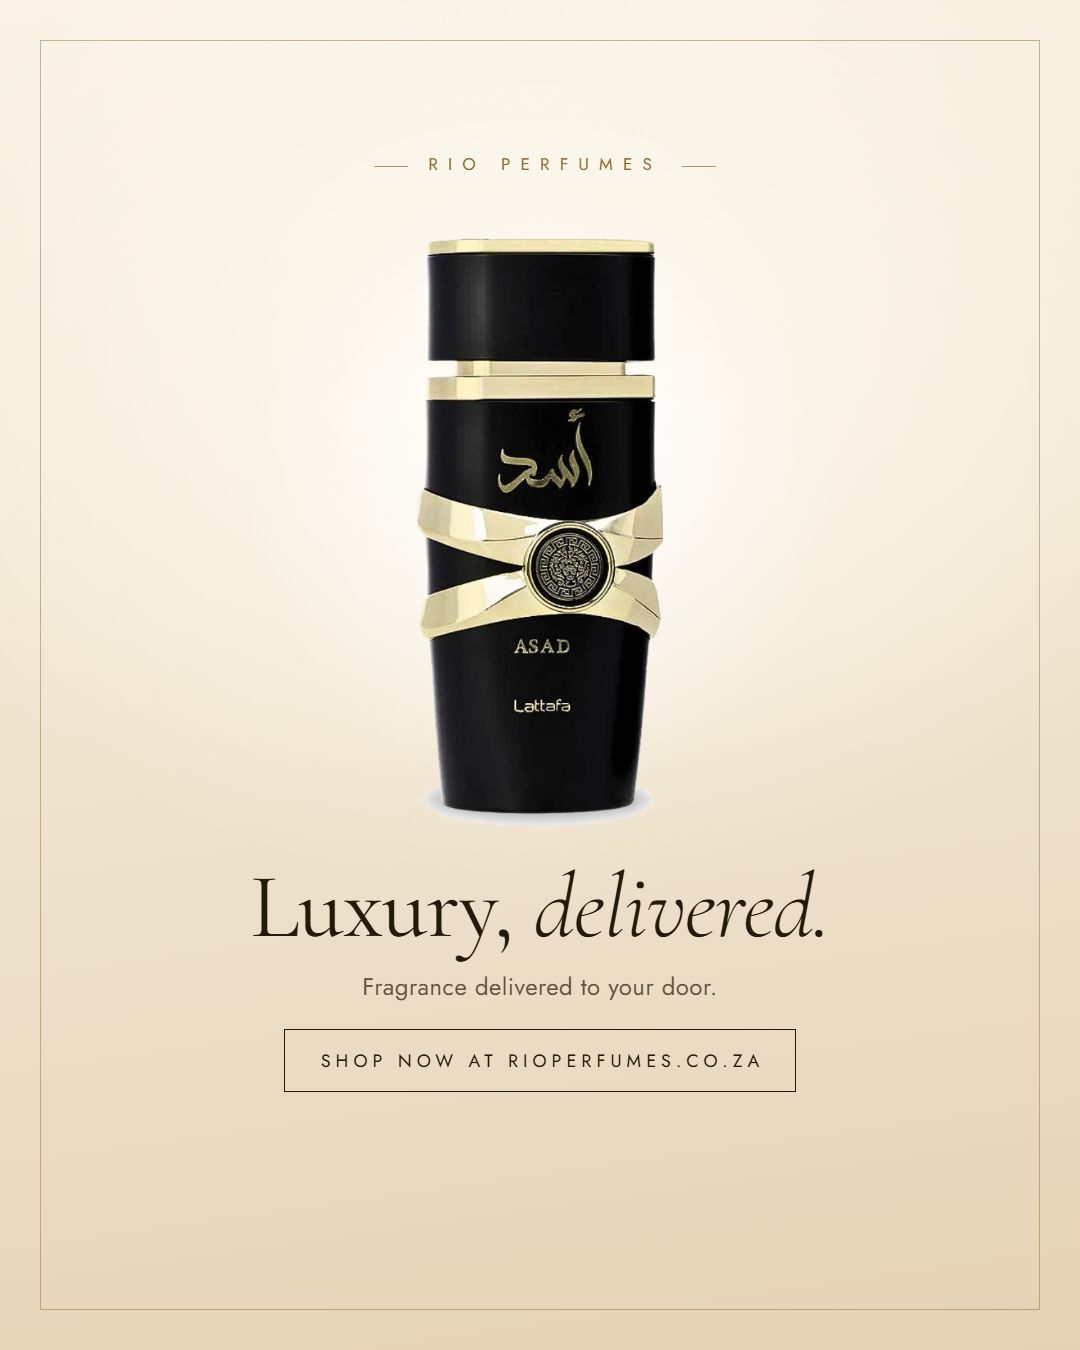 RIO PERFUMES
أسد
ASAD
Lattafa
Luxury, delivered.
Fragrance delivered to your door.
SHOP NOW AT RIOPERFUMES.CO.ZA